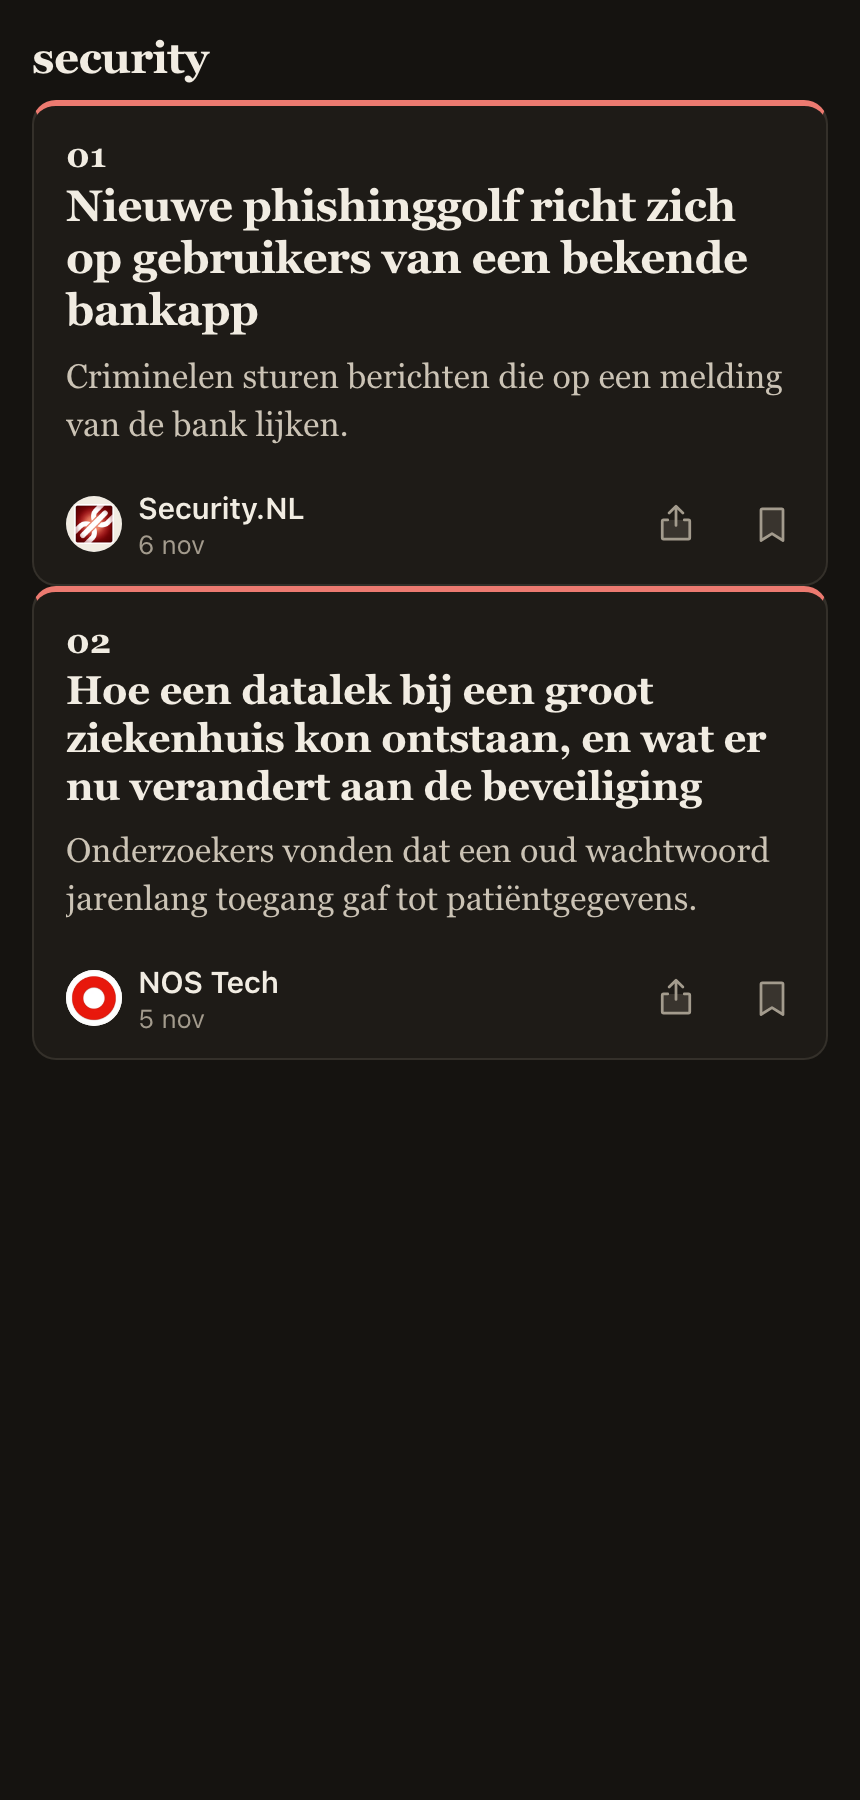 security
01
Nieuwe phishinggolf richt zich
op gebruikers van een bekende
bankapp
Criminelen sturen berichten die op een melding
van de bank lijken.
Security.NL
6 nov
02
Hoe een datalek bij een groot
ziekenhuis kon ontstaan, en wat er
nu verandert aan de beveiliging
Onderzoekers vonden dat een oud wachtwoord
jarenlang toegang gaf tot patiëntgegevens.
NOS Tech
5 nov